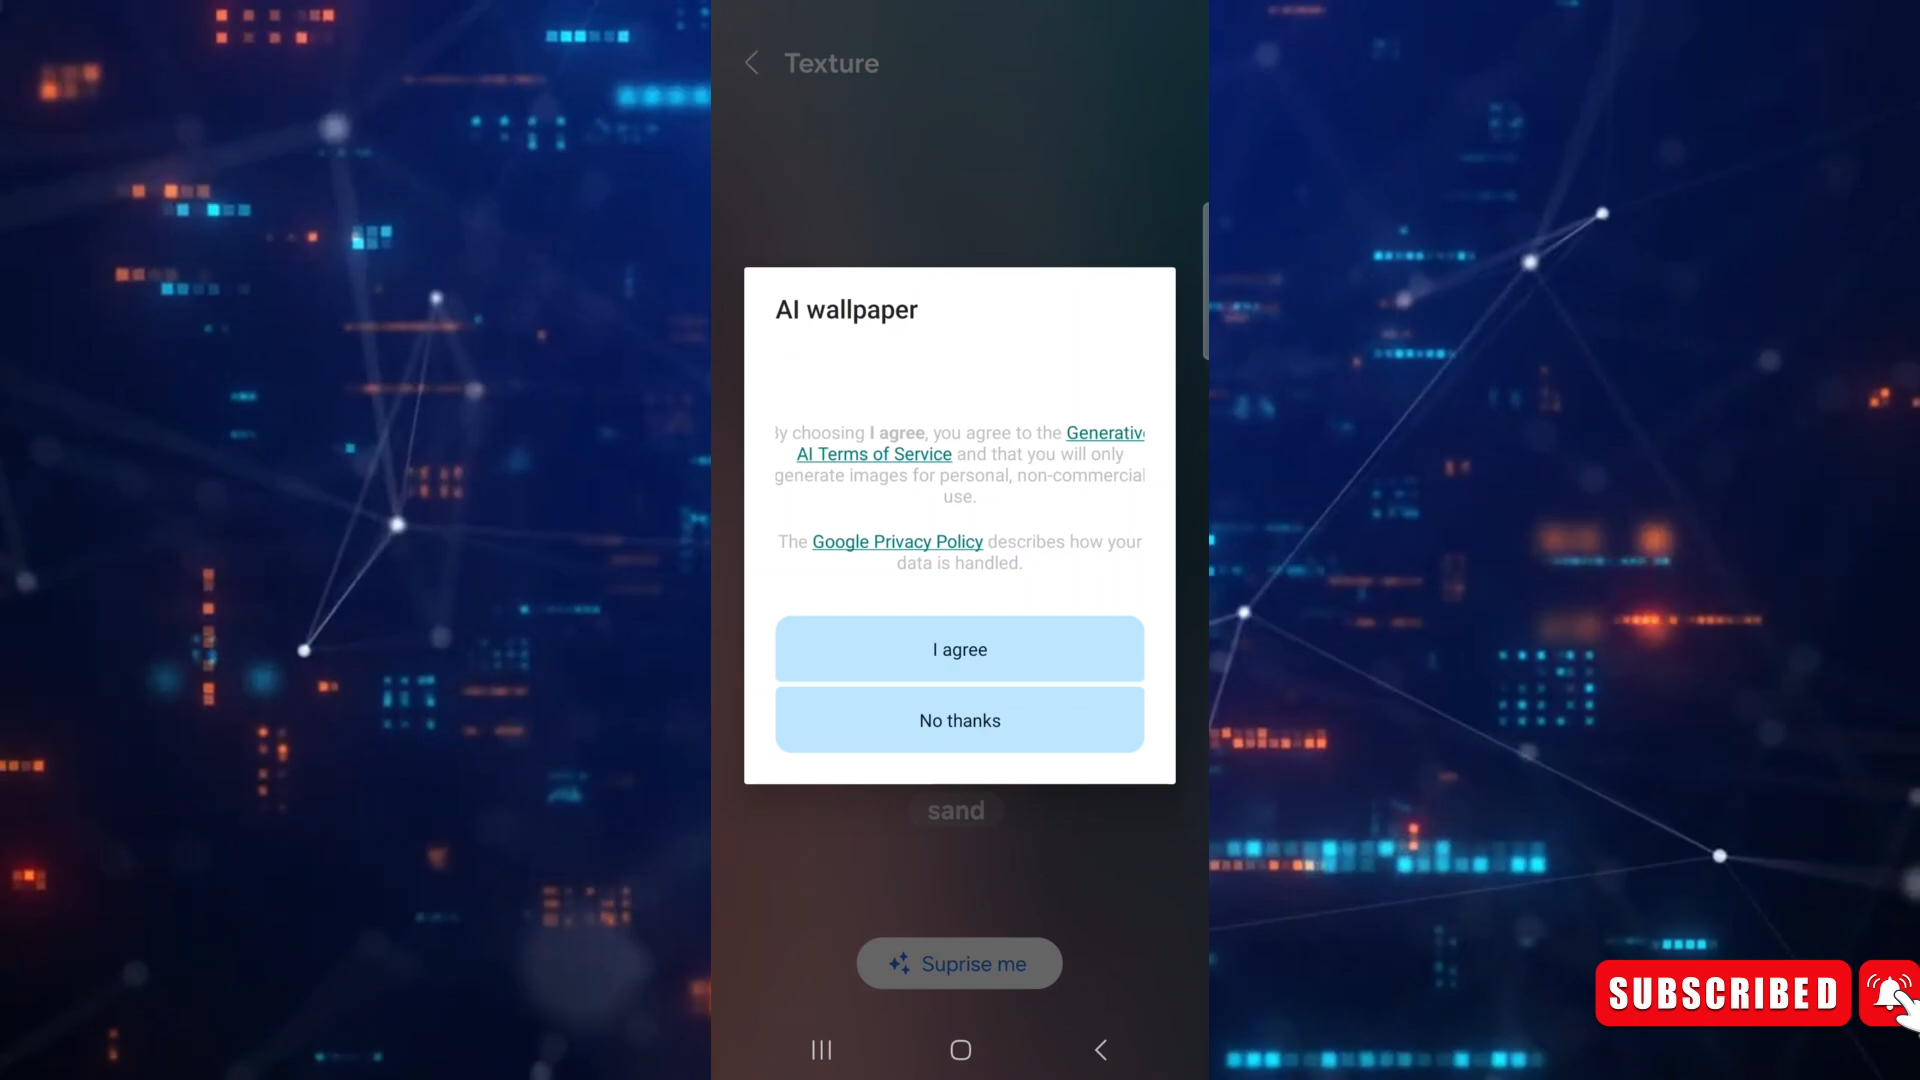 Texture
AI wallpaper
By choosing I agree, you agree to the Generative
AI Terms of Service and that you will only
generate images for personal, non-commercial
use.
The Google Privacy Policy describes how your
data is handled.
I agree
No thanks
sand
Suprise me
SUBSCRIBED